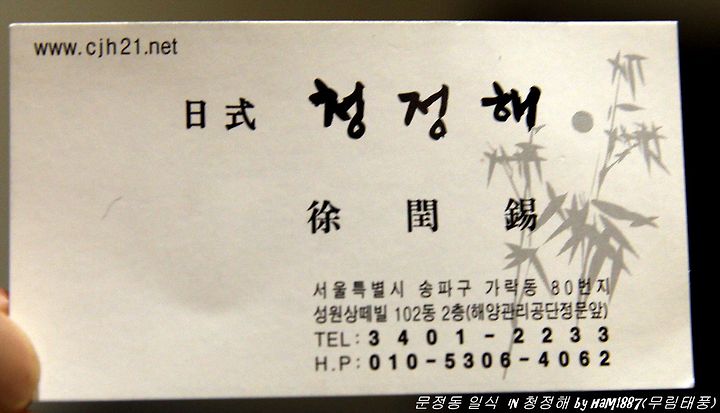 www.cjh21.net
日式 청정해
徐閏錫
서울특별시 송파구 가락동 80번지
성원상떼빌 102동 2층(해양관리공단정문앞)
TEL: 3401-2233
H.P: 010-5306-4062
문정동 일식 IN 청정해 by HaM1887(무림태풍)